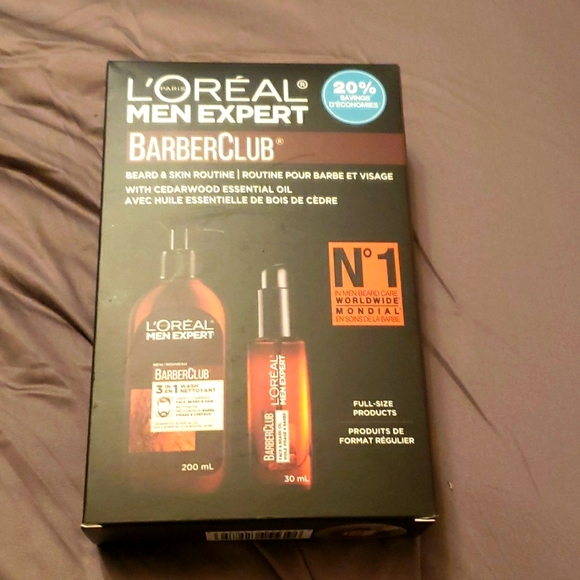 L'ORÉAL®
PARIS
MEN EXPERT
BARBERCLUB®
20%
SAVINGS
D'ÉCONOMIES
BEARD & SKIN ROUTINE | ROUTINE POUR BARBE ET VISAGE
WITH CEDARWOOD ESSENTIAL OIL
AVEC HUILE ESSENTIELLE DE BOIS DE CÈDRE
N°1
IN MEN BEARD CARE
WORLDWIDE
MONDIAL
EN SOINS DE LA BARBE
L'ORÉAL
MEN EXPERT
NEW/NOUVEAU
BARBERCLUB
3 IN EN 1 WASH NETTOYANT
200 mL
L'ORÉAL
MEN EXPERT
BARBERCLUB
30 mL
FULL-SIZE
PRODUCTS
PRODUITS DE
FORMAT RÉGULIER